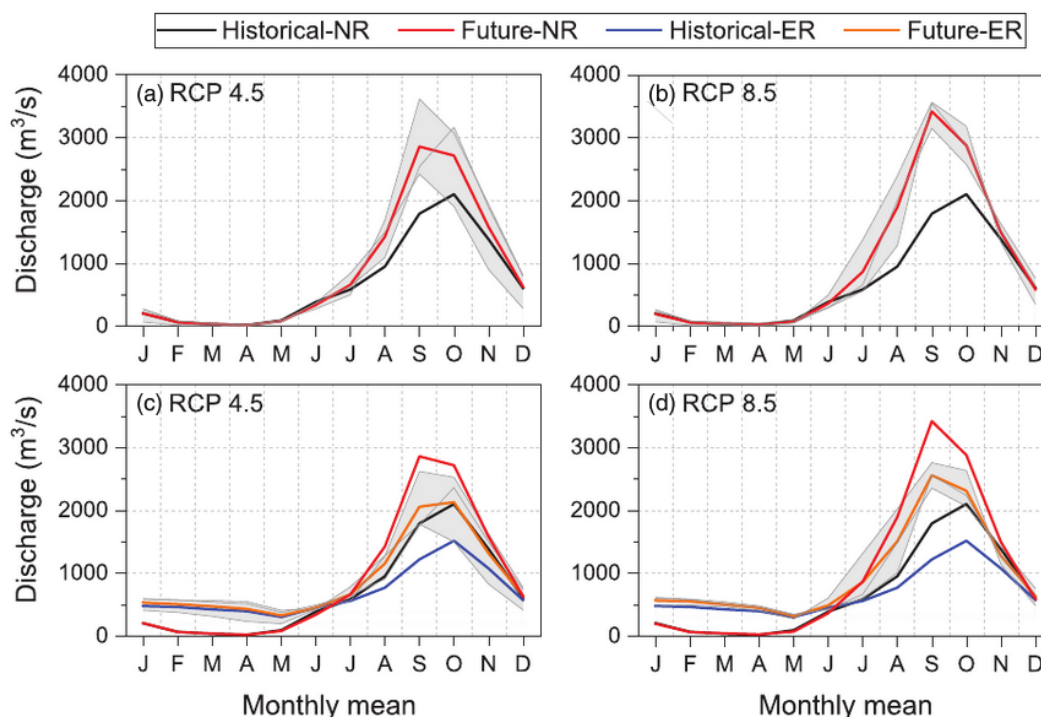 Historical-NR Future-NR Historical-ER Future-ER
(a) RCP 4.5
Discharge (m³/s)
4000
3000
2000
1000
0
J F M A M J J A S O N D
(b) RCP 8.5
4000
3000
2000
1000
0
J F M A M J J A S O N D
(c) RCP 4.5
Discharge (m³/s)
4000
3000
2000
1000
0
J F M A M J J A S O N D
Monthly mean
(d) RCP 8.5
4000
3000
2000
1000
0
J F M A M J J A S O N D
Monthly mean